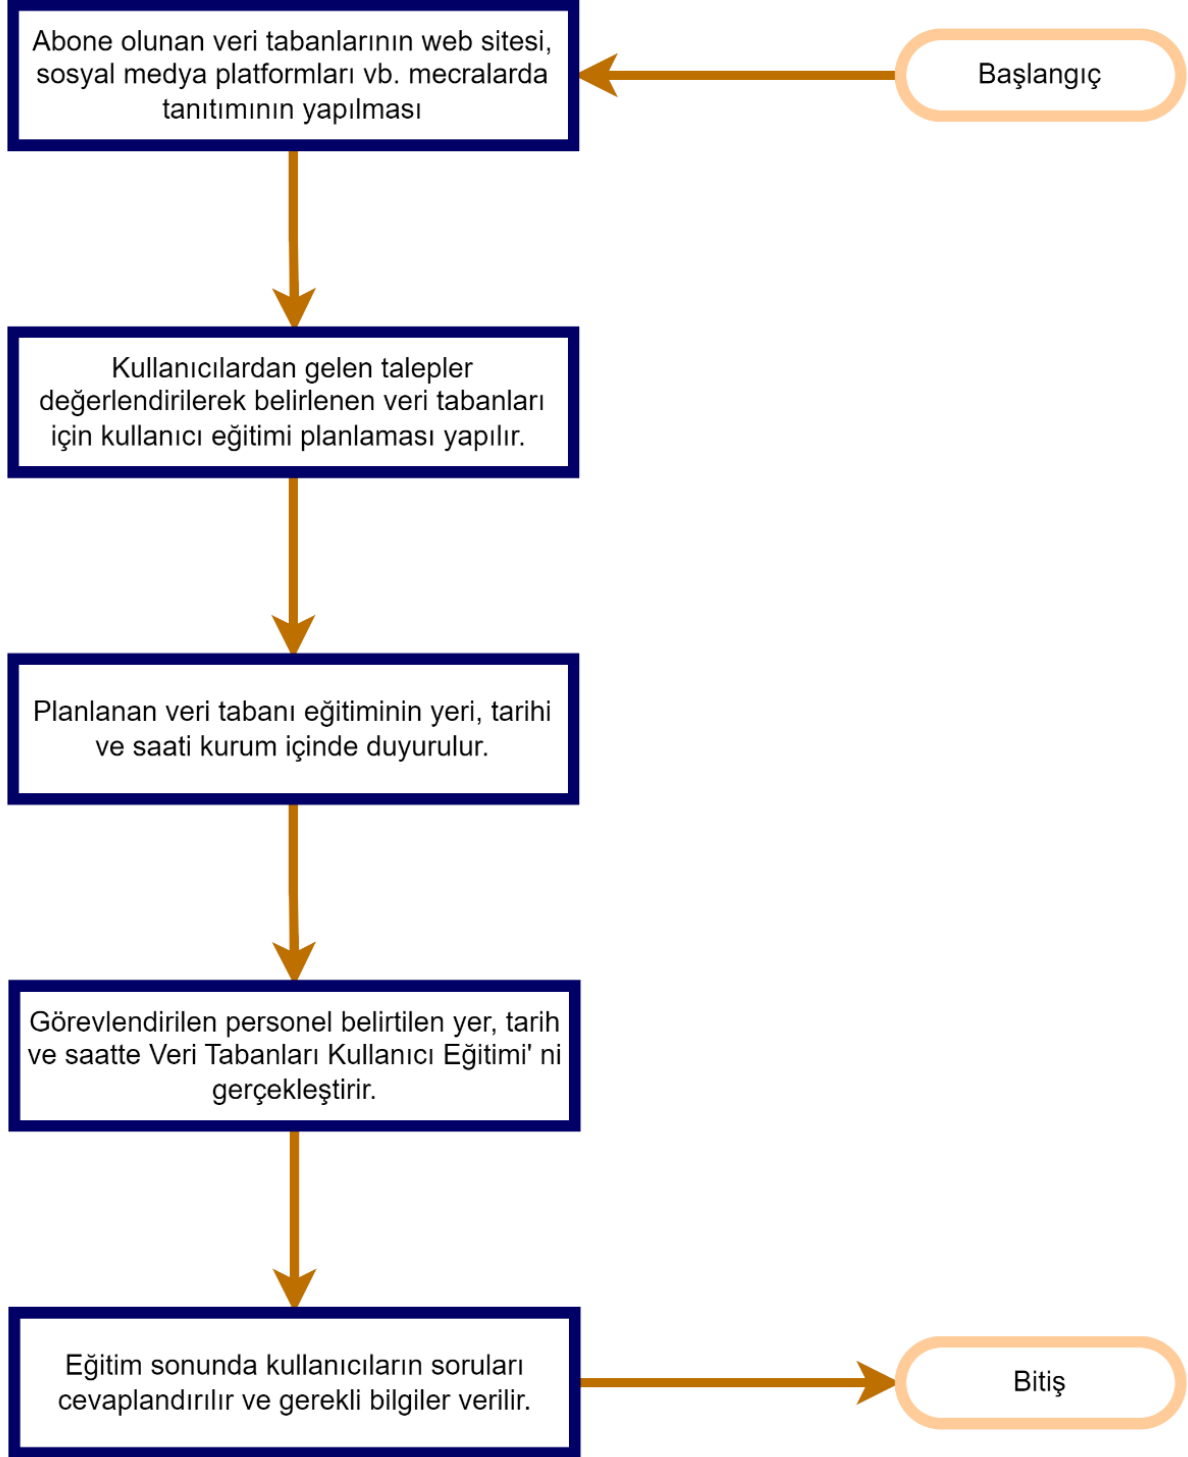 Başlangıç
Abone olunan veri tabanlarının web sitesi,
sosyal medya platformları vb. mecralarda
tanıtımının yapılması
Kullanıcılardan gelen talepler
değerlendirilerek belirlenen veri tabanları
için kullanıcı eğitimi planlaması yapılır.
Planlanan veri tabanı eğitiminin yeri, tarihi
ve saati kurum içinde duyurulur.
Görevlendirilen personel belirtilen yer, tarih
ve saatte Veri Tabanları Kullanıcı Eğitimi' ni
gerçekleştirir.
Eğitim sonunda kullanıcıların soruları
cevaplandırılır ve gerekli bilgiler verilir.
Bitiş